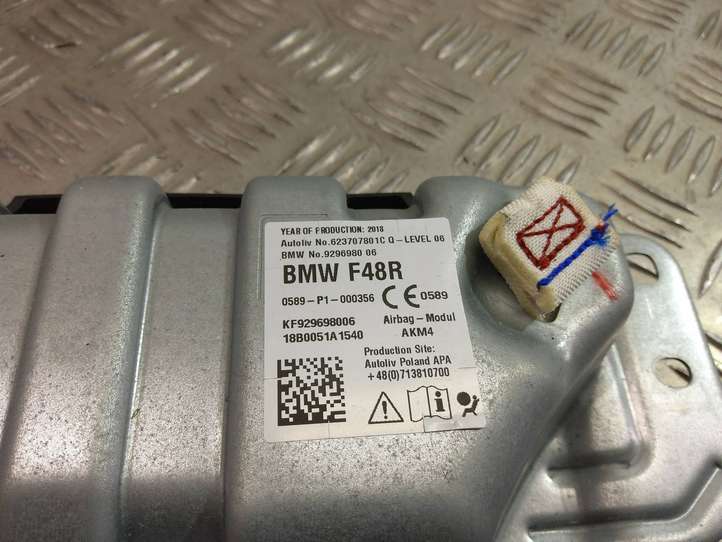 YEAR OF PRODUCTION: 2018
Autoliv No.623707801C Q-LEVEL 06
BMW No.9296980 06
BMW F48R
0589-P1-000356 CE 0589
KF929698006 Airbag-Modul
18B0051A1540 AKM4
Production Site:
Autoliv Poland APA
+48(0)713810700